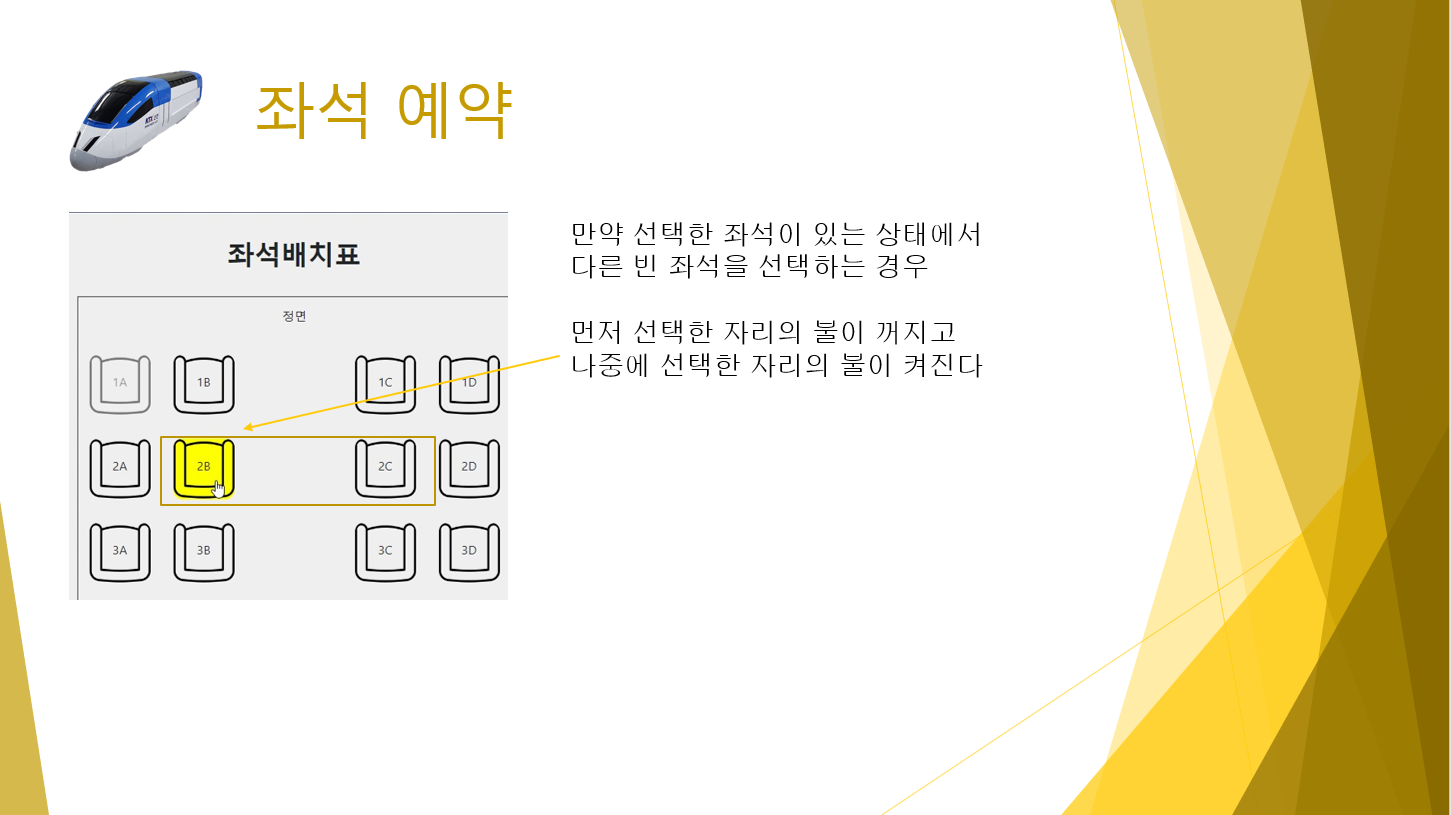 좌석 예약
좌석배치표
정면
1A 1B 1C 1D
2A 2B 2C 2D
3A 3B 3C 3D
만약 선택한 좌석이 있는 상태에서
다른 빈 좌석을 선택하는 경우
먼저 선택한 자리의 불이 꺼지고
나중에 선택한 자리의 불이 켜진다